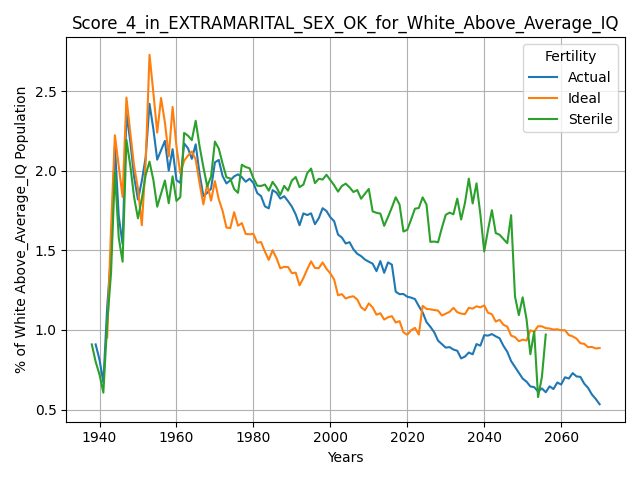 Score_4_in_EXTRAMARITAL_SEX_OK_for_White_Above_Average_IQ
% of White Above_Average_IQ Population
2.5
2.0
1.5
1.0
0.5
Fertility
Actual
Ideal
Sterile
1940 1960 1980 2000 2020 2040 2060
Years